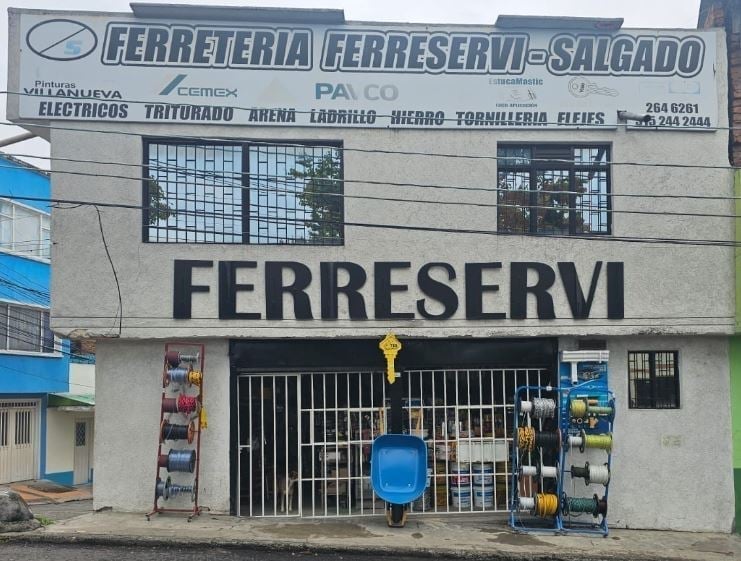 FERRETERIA FERRESERVI - SALGADO
Pinturas
VILLANUEVA
CEMEX
PAVCO
EstucaMastic
ELECTRICOS TRITURADO ARENA LADRILLO HIERRO TORNILLERIA FLEJES
264 6261
244 2444
FERRESERVI